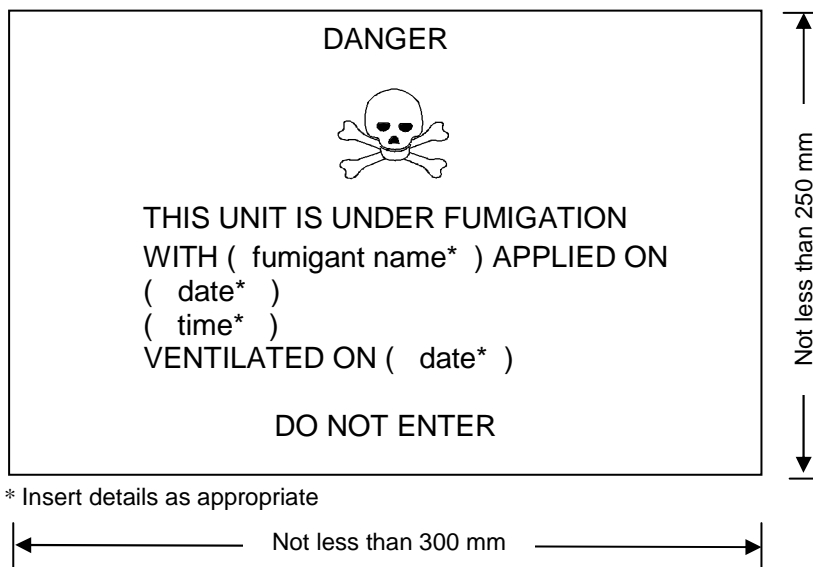 DANGER
THIS UNIT IS UNDER FUMIGATION
WITH ( fumigant name* ) APPLIED ON
( date* )
( time* )
VENTILATED ON ( date* )
DO NOT ENTER
Not less than 250 mm
* Insert details as appropriate
Not less than 300 mm